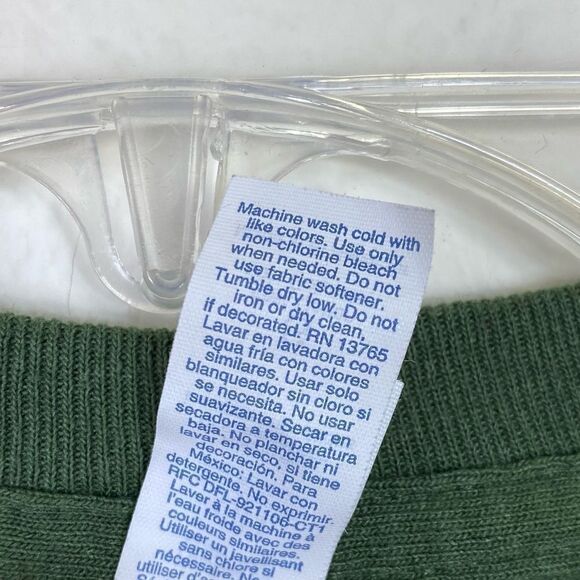 Machine wash cold with
like colors. Use only
non-chlorine bleach
when needed. Do not
use fabric softener.
Tumble dry low. Do not
iron or dry clean,
if decorated. RN 13765
Lavar en lavadora con
agua fría con colores
similares. Usar solo
blanqueador sin cloro si
se necesita. No usar
suavizante. Secar en
secadora a temperatura
baja. No planchar ni
lavar en seco, si tiene
decoración. Para
México: Lavar con
detergente. No exprimir.
RFC DFL-921106-CT1
Laver à la machine à
l'eau froide avec des
couleurs similaires.
Utiliser un javellisant
sans chlore si
nécessaire. Ne
utiliser d'as